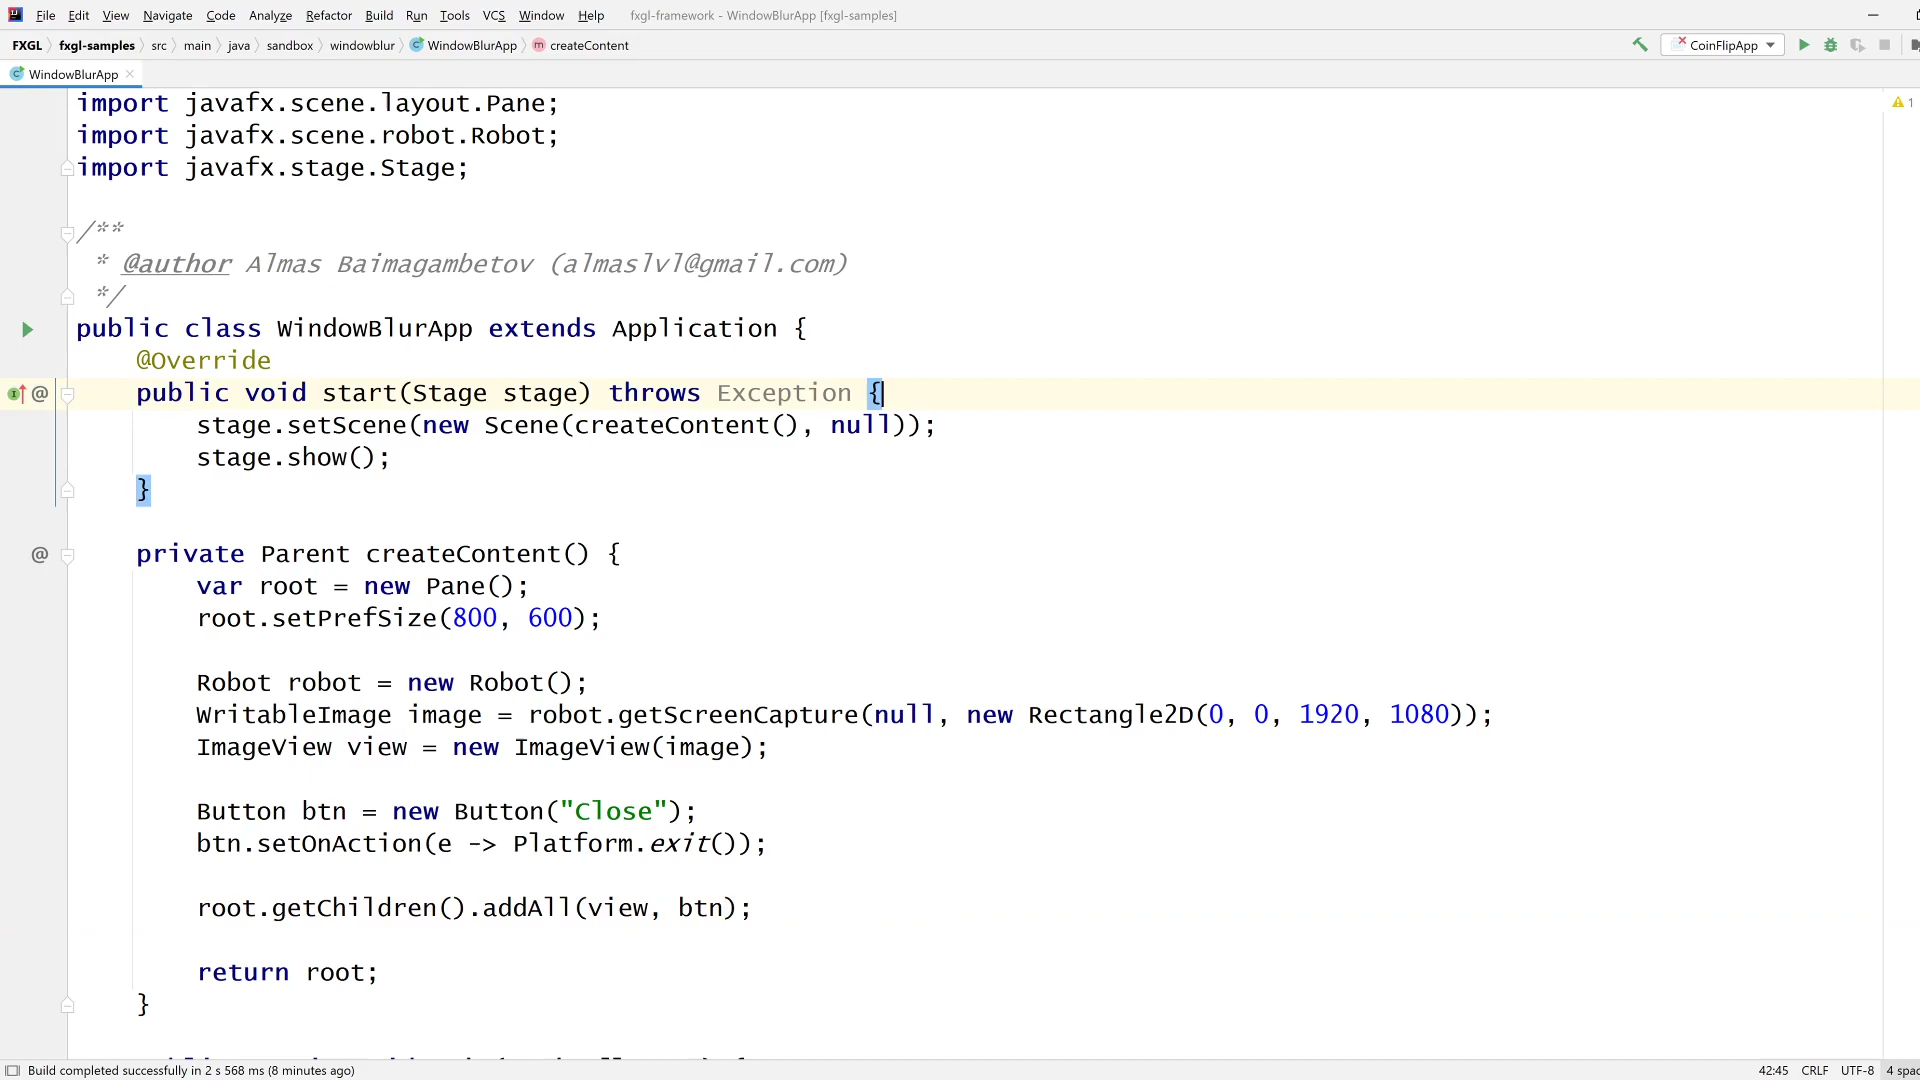 File Edit View Navigate Code Analyze Refactor Build Run Tools VCS Window Help fxgl-framework - WindowBlurApp [fxgl-samples]
FXGL fxgl-samples src main java sandbox windowblur WindowBlurApp createContent CoinFlipApp
WindowBlurApp
import javafx.scene.layout.Pane;
import javafx.scene.robot.Robot;
import javafx.stage.Stage;
/**
* @author Almas Baimagambetov (almaslvl@gmail.com)
*/
public class WindowBlurApp extends Application {
@Override
public void start(Stage stage) throws Exception {
stage.setScene(new Scene(createContent(), null));
stage.show();
}
private Parent createContent() {
var root = new Pane();
root.setPrefSize(800, 600);
Robot robot = new Robot();
WritableImage image = robot.getScreenCapture(null, new Rectangle2D(0, 0, 1920, 1080));
ImageView view = new ImageView(image);
Button btn = new Button("Close");
btn.setOnAction(e -> Platform.exit());
root.getChildren().addAll(view, btn);
return root;
}
1
Build completed successfully in 2 s 568 ms (8 minutes ago) 42:45 CRLF UTF-8 4 spac